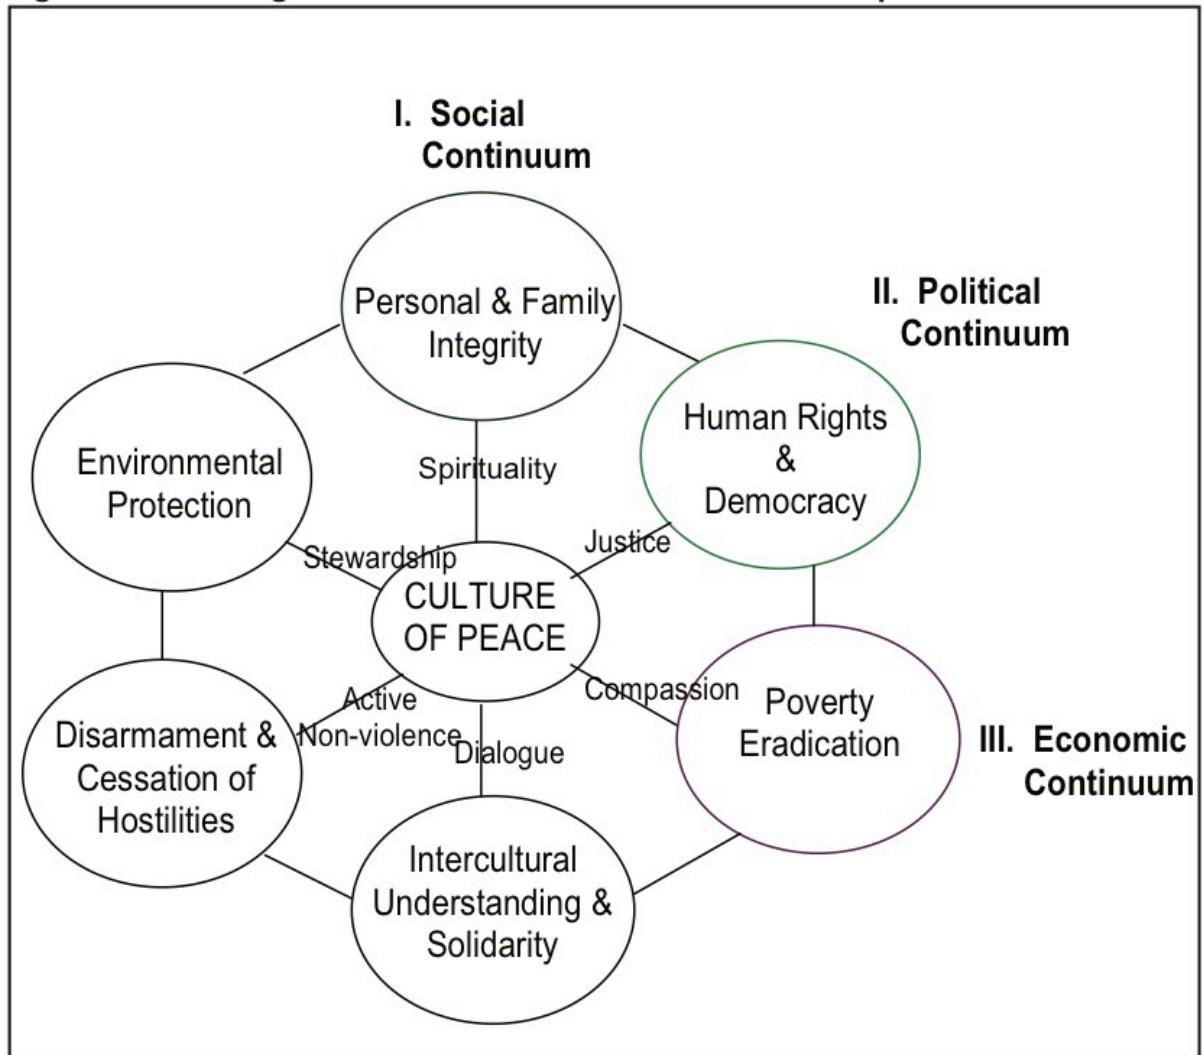 I. Social
Continuum
Personal & Family
Integrity
II. Political
Continuum
Human Rights
&
Democracy
Environmental
Protection
Spirituality
Justice
Stewardship
CULTURE
OF PEACE
Compassion
Poverty
Eradication
III. Economic
Continuum
Active
Non-violence
Dialogue
Disarmament &
Cessation of
Hostilities
Intercultural
Understanding &
Solidarity